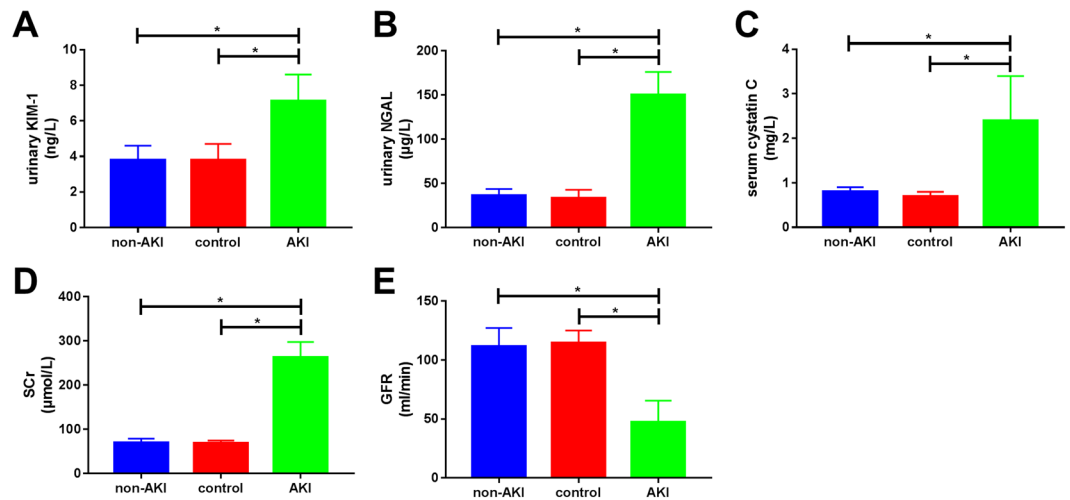 A
urinary KIM-1
(ng/L)
10
8
6
4
2
0
*
*
non-AKI control AKI
B
urinary NGAL
(μg/L)
200
150
100
50
0
*
*
non-AKI control AKI
C
serum cystatin C
(mg/L)
4
3
2
1
0
*
*
non-AKI control AKI
D
SCr
(μmol/L)
400
300
200
100
0
*
*
non-AKI control AKI
E
GFR
(ml/min)
150
100
50
0
*
*
non-AKI control AKI